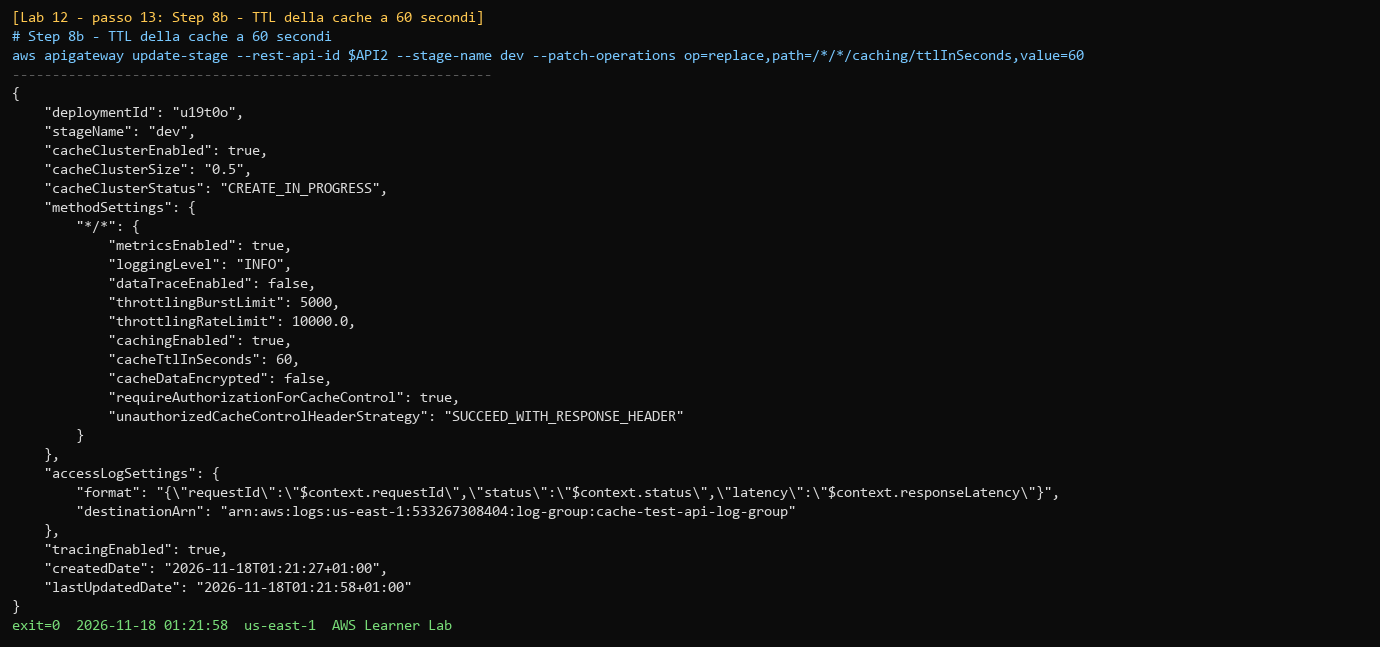 [Lab 12 - passo 13: Step 8b - TTL della cache a 60 secondi]
# Step 8b - TTL della cache a 60 secondi
aws apigateway update-stage --rest-api-id $API2 --stage-name dev --patch-operations op=replace,path=/*/*/caching/ttlInSeconds,value=60
------------------------------------------------------------
{
    "deploymentId": "u19t0o",
    "stageName": "dev",
    "cacheClusterEnabled": true,
    "cacheClusterSize": "0.5",
    "cacheClusterStatus": "CREATE_IN_PROGRESS",
    "methodSettings": {
        "*/*": {
            "metricsEnabled": true,
            "loggingLevel": "INFO",
            "dataTraceEnabled": false,
            "throttlingBurstLimit": 5000,
            "throttlingRateLimit": 10000.0,
            "cachingEnabled": true,
            "cacheTtlInSeconds": 60,
            "cacheDataEncrypted": false,
            "requireAuthorizationForCacheControl": true,
            "unauthorizedCacheControlHeaderStrategy": "SUCCEED_WITH_RESPONSE_HEADER"
        }
    },
    "accessLogSettings": {
        "format": "{\"requestId\":\"$context.requestId\",\"status\":\"$context.status\",\"latency\":\"$context.responseLatency\"}",
        "destinationArn": "arn:aws:logs:us-east-1:533267308404:log-group:cache-test-api-log-group"
    },
    "tracingEnabled": true,
    "createdDate": "2026-11-18T01:21:27+01:00",
    "lastUpdatedDate": "2026-11-18T01:21:58+01:00"
}
exit=0  2026-11-18 01:21:58  us-east-1  AWS Learner Lab